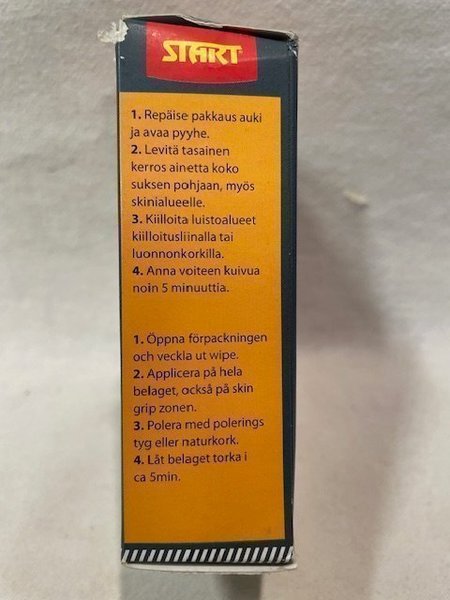 START
1. Repäise pakkaus auki
ja avaa pyyhe.
2. Levitä tasainen
kerros ainetta koko
suksen pohjaan, myös
skinialueelle.
3. Kiilloita luistoalueet
kiilloitusliinalla tai
luonnonkorkilla.
4. Anna voiteen kuivua
noin 5 minuuttia.
1. Öppna förpackningen
och veckla ut wipe.
2. Applicera på hela
belaget, också på skin
grip zonen.
3. Polera med polerings
tyg eller naturkork.
4. Låt belaget torka i
ca 5min.